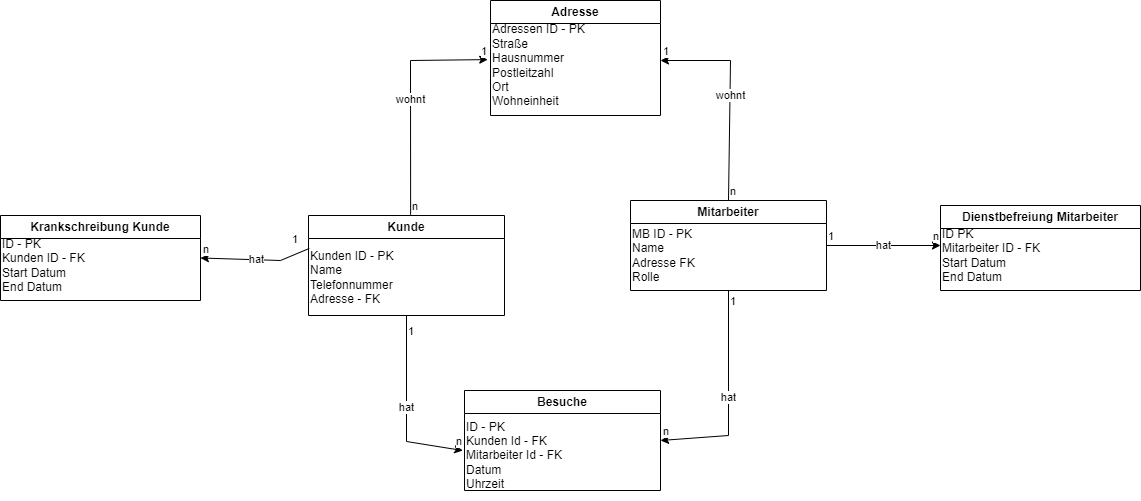 Adresse
Adressen ID - PK
Straße
Hausnummer
Postleitzahl
Ort
Wohneinheit
1
1
wohnt
wohnt
n
n
Krankschreibung Kunde
ID - PK
Kunden ID - FK
Start Datum
End Datum
n
hat
1
Kunde
Kunden ID - PK
Name
Telefonnummer
Adresse - FK
Mitarbeiter
MB ID - PK
Name
Adresse FK
Rolle
1
hat
n
Dienstbefreiung Mitarbeiter
ID PK
Mitarbeiter ID - FK
Start Datum
End Datum
1
1
hat
hat
n
n
Besuche
ID - PK
Kunden Id - FK
Mitarbeiter Id - FK
Datum
Uhrzeit